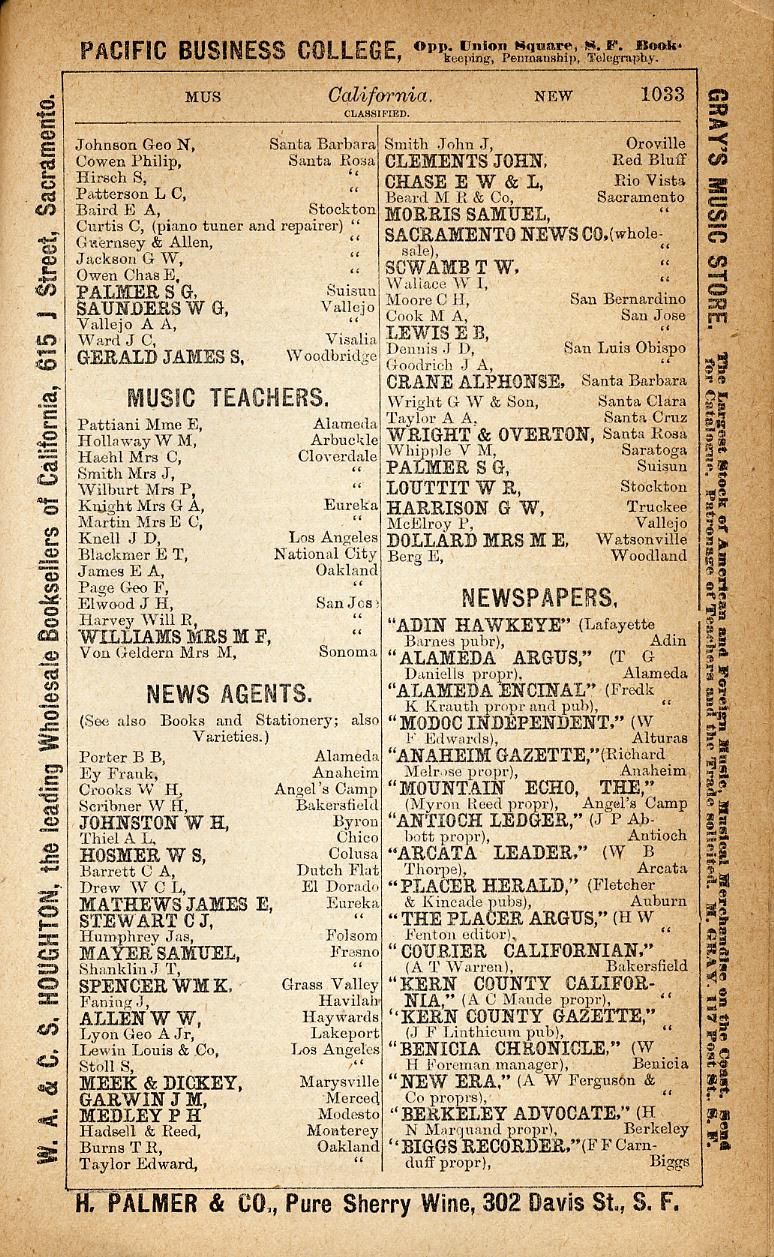 PACIFIC BUSINESS COLLEGE, Opp. Union Square, S. F. Book-
keeping, Penmanship, Telegraphy.
MUS California. NEW 1033
CLASSIFIED.
Johnson Geo N, Santa Barbara
Cowen Philip, Santa Rosa
Hirsch S, “
Patterson L C, “
Baird E A, Stockton
Curtis C, (piano tuner and repairer) “
Guernsey & Allen, “
Jackson G W, “
Owen Chas E, “
PALMER S G, Suisun
SAUNDERS W G, Vallejo
Vallejo A A, “
Ward J C, Visalia
GERALD JAMES S, Woodbridge
MUSIC TEACHERS.
Pattiani Mme E, Alameda
Hollaway W M, Arbuckle
Haehl Mrs C, Cloverdale
Smith Mrs J, “
Wilburt Mrs P, “
Knight Mrs G A, Eureka
Martin Mrs E C, “
Knell J D, Los Angeles
Blackmer E T, National City
James E A, Oakland
Page Geo F, “
Elwood J H, San Jos
Harvey Will R, “
WILLIAMS MRS M F, “
Von Geldern Mrs M, Sonoma
NEWS AGENTS.
(See also Books and Stationery; also
Varieties.)
Porter B B, Alameda
Ey Frank, Anaheim
Crooks W H, Angel's Camp
Scribner W H, Bakersfield
JOHNSTON W H, Byron
Thiel A L, Chico
HOSMER W S, Colusa
Barrett C A, Dutch Flat
Drew W C L, El Dorado
MATHEWS JAMES E, Eureka
STEWART C J, “
Humphrey Jas, Folsom
MAYER SAMUEL, Fresno
Shanklin J T, “
SPENCER WM K, Grass Valley
Faning J, Havilah
ALLEN W W, Haywards
Lyon Geo A Jr, Lakeport
Lewin Louis & Co, Los Angeles
Stoll S, “
MEEK & DICKEY, Marysville
GARWIN J M, Merced
MEDLEY P H Modesto
Hadsell & Reed, Monterey
Burns T R, Oakland
Taylor Edward, “
Smith John J, Oroville
CLEMENTS JOHN, Red Bluff
CHASE E W & L, Rio Vista
Beard M R & Co, Sacramento
MORRIS SAMUEL, “
SACRAMENTO NEWS CO. (whole-
sale), “
SCWAMB T W, “
Wallace W I, “
Moore C H, San Bernardino
Cook M A, San Jose
LEWIS E B, “
Dennis J D, San Luis Obispo
Goodrich J A, “
CRANE ALPHONSE, Santa Barbara
Wright G W & Son, Santa Clara
Taylor A A, Santa Cruz
WRIGHT & OVERTON, Santa Rosa
Whipple V M, Saratoga
PALMER S G, Suisun
LOUTTIT W R, Stockton
HARRISON G W, Truckee
McElroy P, Vallejo
DOLLARD MRS M E, Watsonville
Berg E, Woodland
NEWSPAPERS,
“ADIN HAWKEYE” (Lafayette
Barnes pubr), Adin
“ALAMEDA ARGUS,” (T G
Daniells propr), Alameda
“ALAMEDA ENCINAL” (Fredk
K Krauth propr and pub), “
“MODOC INDEPENDENT.” (W
F Edwards), Alturas
“ANAHEIM GAZETTE,” (Richard
Melrose propr), Anaheim
“MOUNTAIN ECHO, THE,”
(Myron Reed propr), Angel's Camp
“ANTIOCH LEDGER,” (J P Ab-
bott propr), Antioch
“ARCATA LEADER.” (W B
Thorpe), Arcata
“PLACER HERALD,” (Fletcher
& Kincade pubs), Auburn
“THE PLACER ARGUS,” (H W
Fenton editor), “
“COURIER CALIFORNIAN.”
(A T Warren), Bakersfield
“KERN COUNTY CALIFOR-
NIA,” (A C Maude propr), “
“KERN COUNTY GAZETTE,”
(J F Linthicum pub), “
“BENICIA CHRONICLE,” (W
H Foreman manager), Benicia
“NEW ERA,” (A W Ferguson &
Co proprs), “
“BERKELEY ADVOCATE,” (H
N Marquand propr), Berkeley
“BIGGS RECORDER,” (F F Carn-
duff propr), Biggs
W. A. & C. S. HOUGHTON, the leading Wholesale Booksellers of California, 615 J Street, Sacramento.
GRAY'S MUSIC STORE. The Largest Stock of American and Foreign Music, Musical Merchandise on the Coast. Send
for Catalogue. Patronage of Teachers and the Trade solicited. M. GRAY, 117 Post St., S. F.
H. PALMER & CO., Pure Sherry Wine, 302 Davis St., S. F.